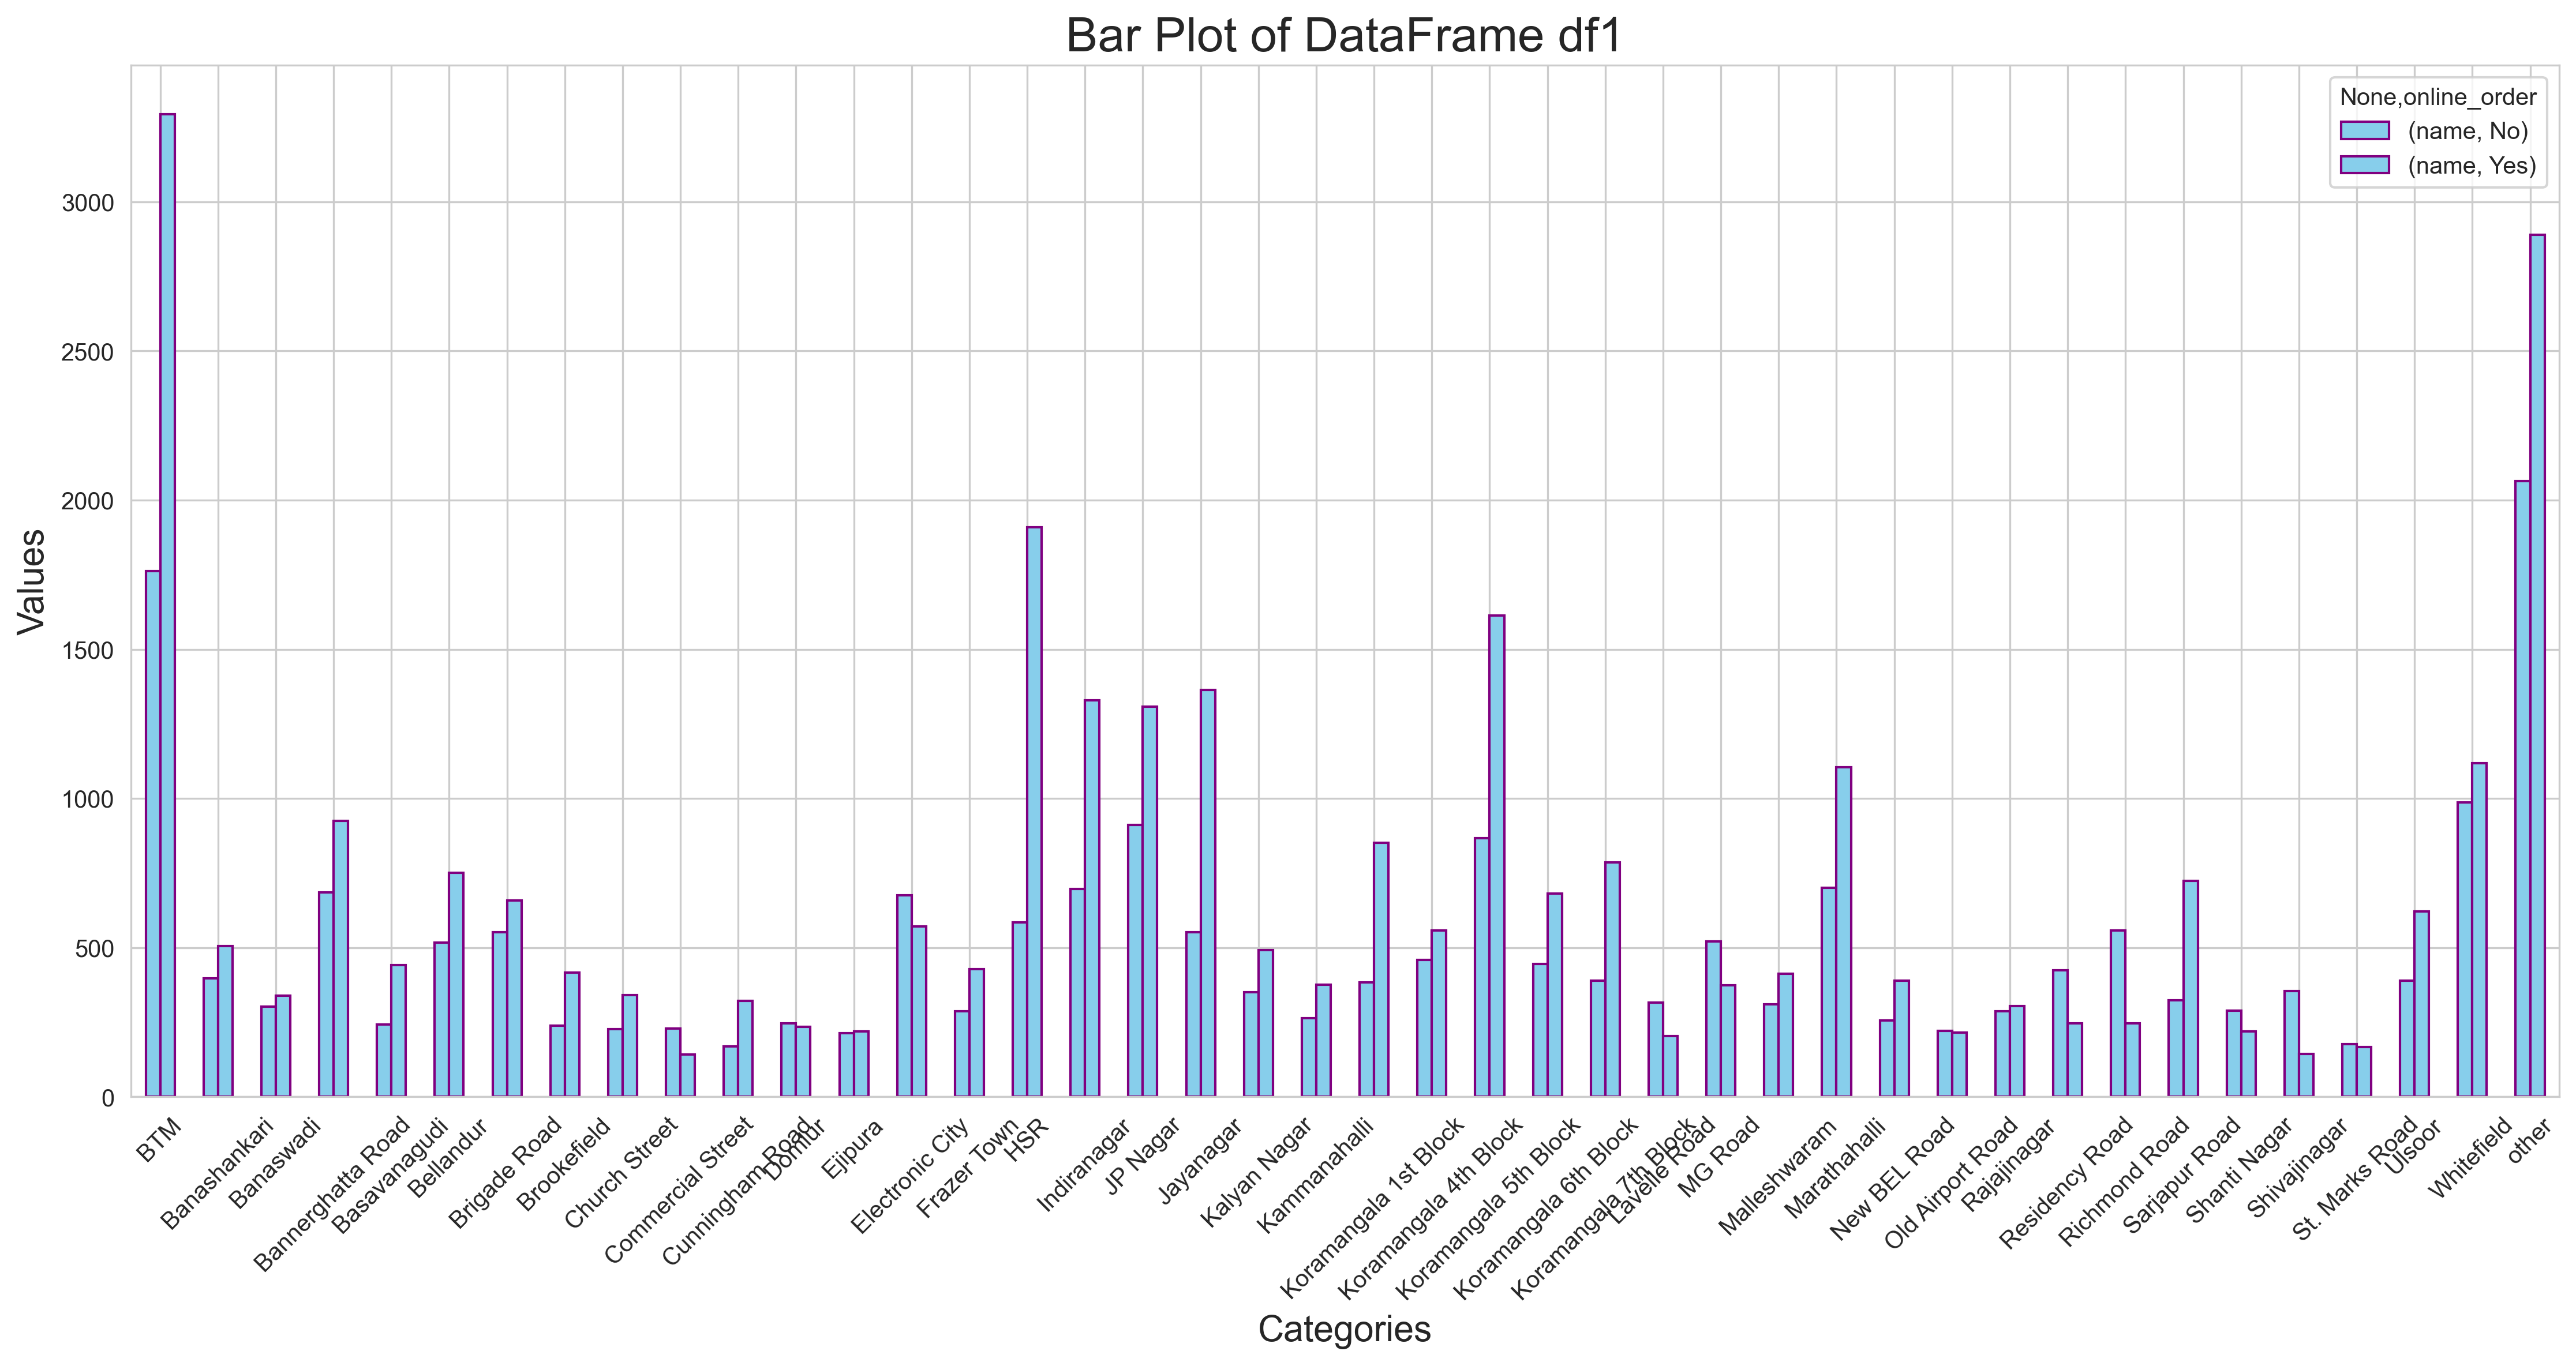 Bar Plot of DataFrame df1
None,online_order
(name, No)
(name, Yes)
Values
3000
2500
2000
1500
1000
500
0
BTM
Banashankari
Banaswadi
Bannerghatta Road
Basavanagudi
Bellandur
Brigade Road
Brookefield
Church Street
Commercial Street
Cunningham Road
Domlur
Ejipura
Electronic City
Frazer Town
HSR
Indiranagar
JP Nagar
Jayanagar
Kalyan Nagar
Kammanahalli
Koramangala 1st Block
Koramangala 4th Block
Koramangala 5th Block
Koramangala 6th Block
Koramangala 7th Block
Lavelle Road
MG Road
Malleshwaram
Marathahalli
New BEL Road
Old Airport Road
Rajajinagar
Residency Road
Richmond Road
Sarjapur Road
Shanti Nagar
Shivajinagar
St. Marks Road
Ulsoor
Whitefield
other
Categories